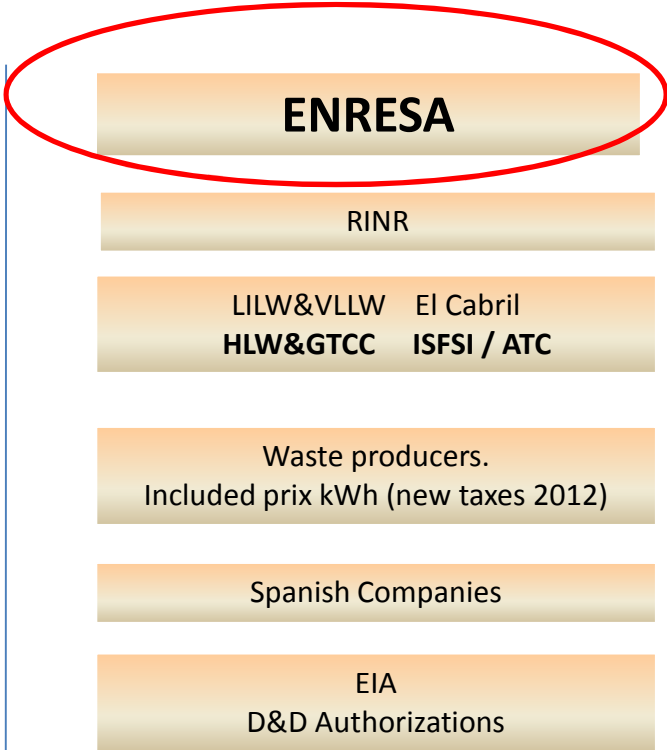 ENRESA
RINR
LILW&VLLW El Cabril
HLW&GTCC ISFSI / ATC
Waste producers.
Included prix kWh (new taxes 2012)
Spanish Companies
EIA
D&D Authorizations